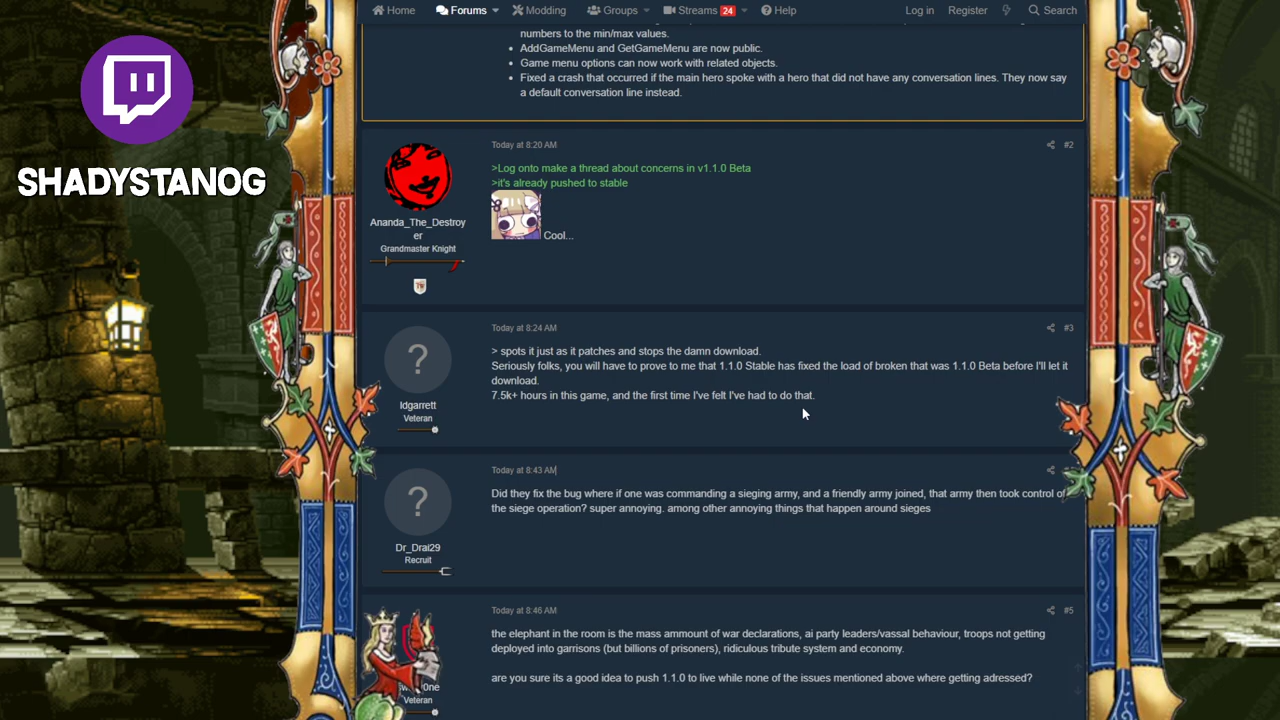 Home
Forums
Modding
Groups
Streams 24
Help
Log in
Register
Search
numbers to the min/max values.
AddGameMenu and GetGameMenu are now public.
Game menu options can now work with related objects.
Fixed a crash that occurred if the main hero spoke with a hero that did not have any conversation lines. They now say
a default conversation line instead.
SHADYSTANOG
Today at 8:20 AM
#2
Ananda_The_Destroy
er
Grandmaster Knight
>Log onto make a thread about concerns in v1.1.0 Beta
>it's already pushed to stable
Cool...
Today at 8:24 AM
#3
Idgarrett
Veteran
> spots it just as it patches and stops the damn download.
Seriously folks, you will have to prove to me that 1.1.0 Stable has fixed the load of broken that was 1.1.0 Beta before I'll let it
download.
7.5k+ hours in this game, and the first time I've felt I've had to do that.
Today at 8:43 AM
Dr_Drai29
Recruit
Did they fix the bug where if one was commanding a sieging army, and a friendly army joined, that army then took control of
the siege operation? super annoying. among other annoying things that happen around sieges
Today at 8:46 AM
#5
Veteran
the elephant in the room is the mass ammount of war declarations, ai party leaders/vassal behaviour, troops not getting
deployed into garrisons (but billions of prisoners), ridiculous tribute system and economy.
are you sure its a good idea to push 1.1.0 to live while none of the issues mentioned above where getting adressed?